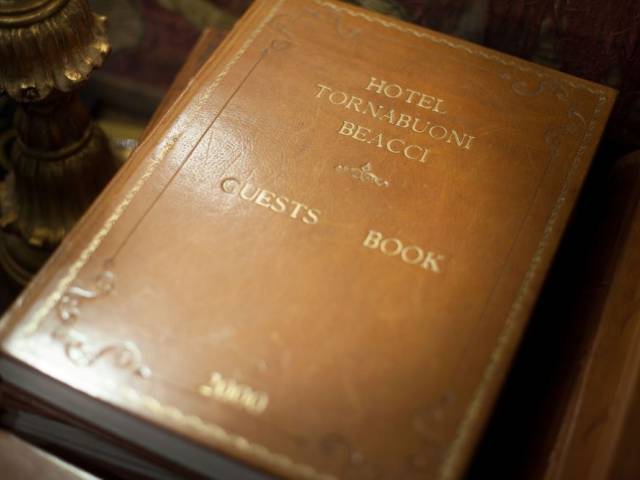 HOTEL
TORNABUONI
BEACCI
GUESTS BOOK
2000